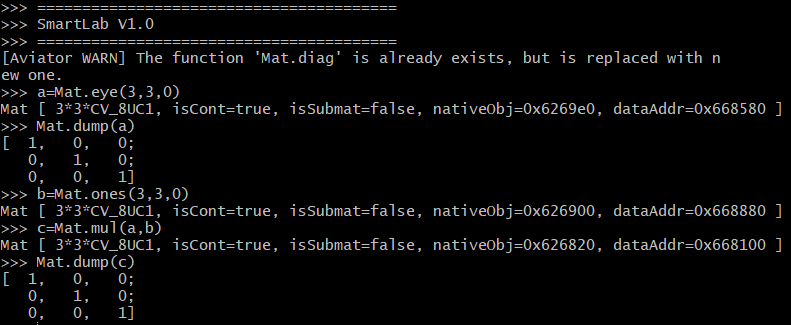 >>> =========================================
>>> SmartLab V1.0
>>> =========================================
[Aviator WARN] The function 'Mat.diag' is already exists, but is replaced with n
ew one.
>>> a=Mat.eye(3,3,0)
Mat [ 3*3*CV_8UC1, isCont=true, isSubmat=false, nativeObj=0x6269e0, dataAddr=0x668580 ]
>>> Mat.dump(a)
[  1,   0,   0;
   0,   1,   0;
   0,   0,   1]
>>> b=Mat.ones(3,3,0)
Mat [ 3*3*CV_8UC1, isCont=true, isSubmat=false, nativeObj=0x626900, dataAddr=0x668880 ]
>>> c=Mat.mul(a,b)
Mat [ 3*3*CV_8UC1, isCont=true, isSubmat=false, nativeObj=0x626820, dataAddr=0x668100 ]
>>> Mat.dump(c)
[  1,   0,   0;
   0,   1,   0;
   0,   0,   1]